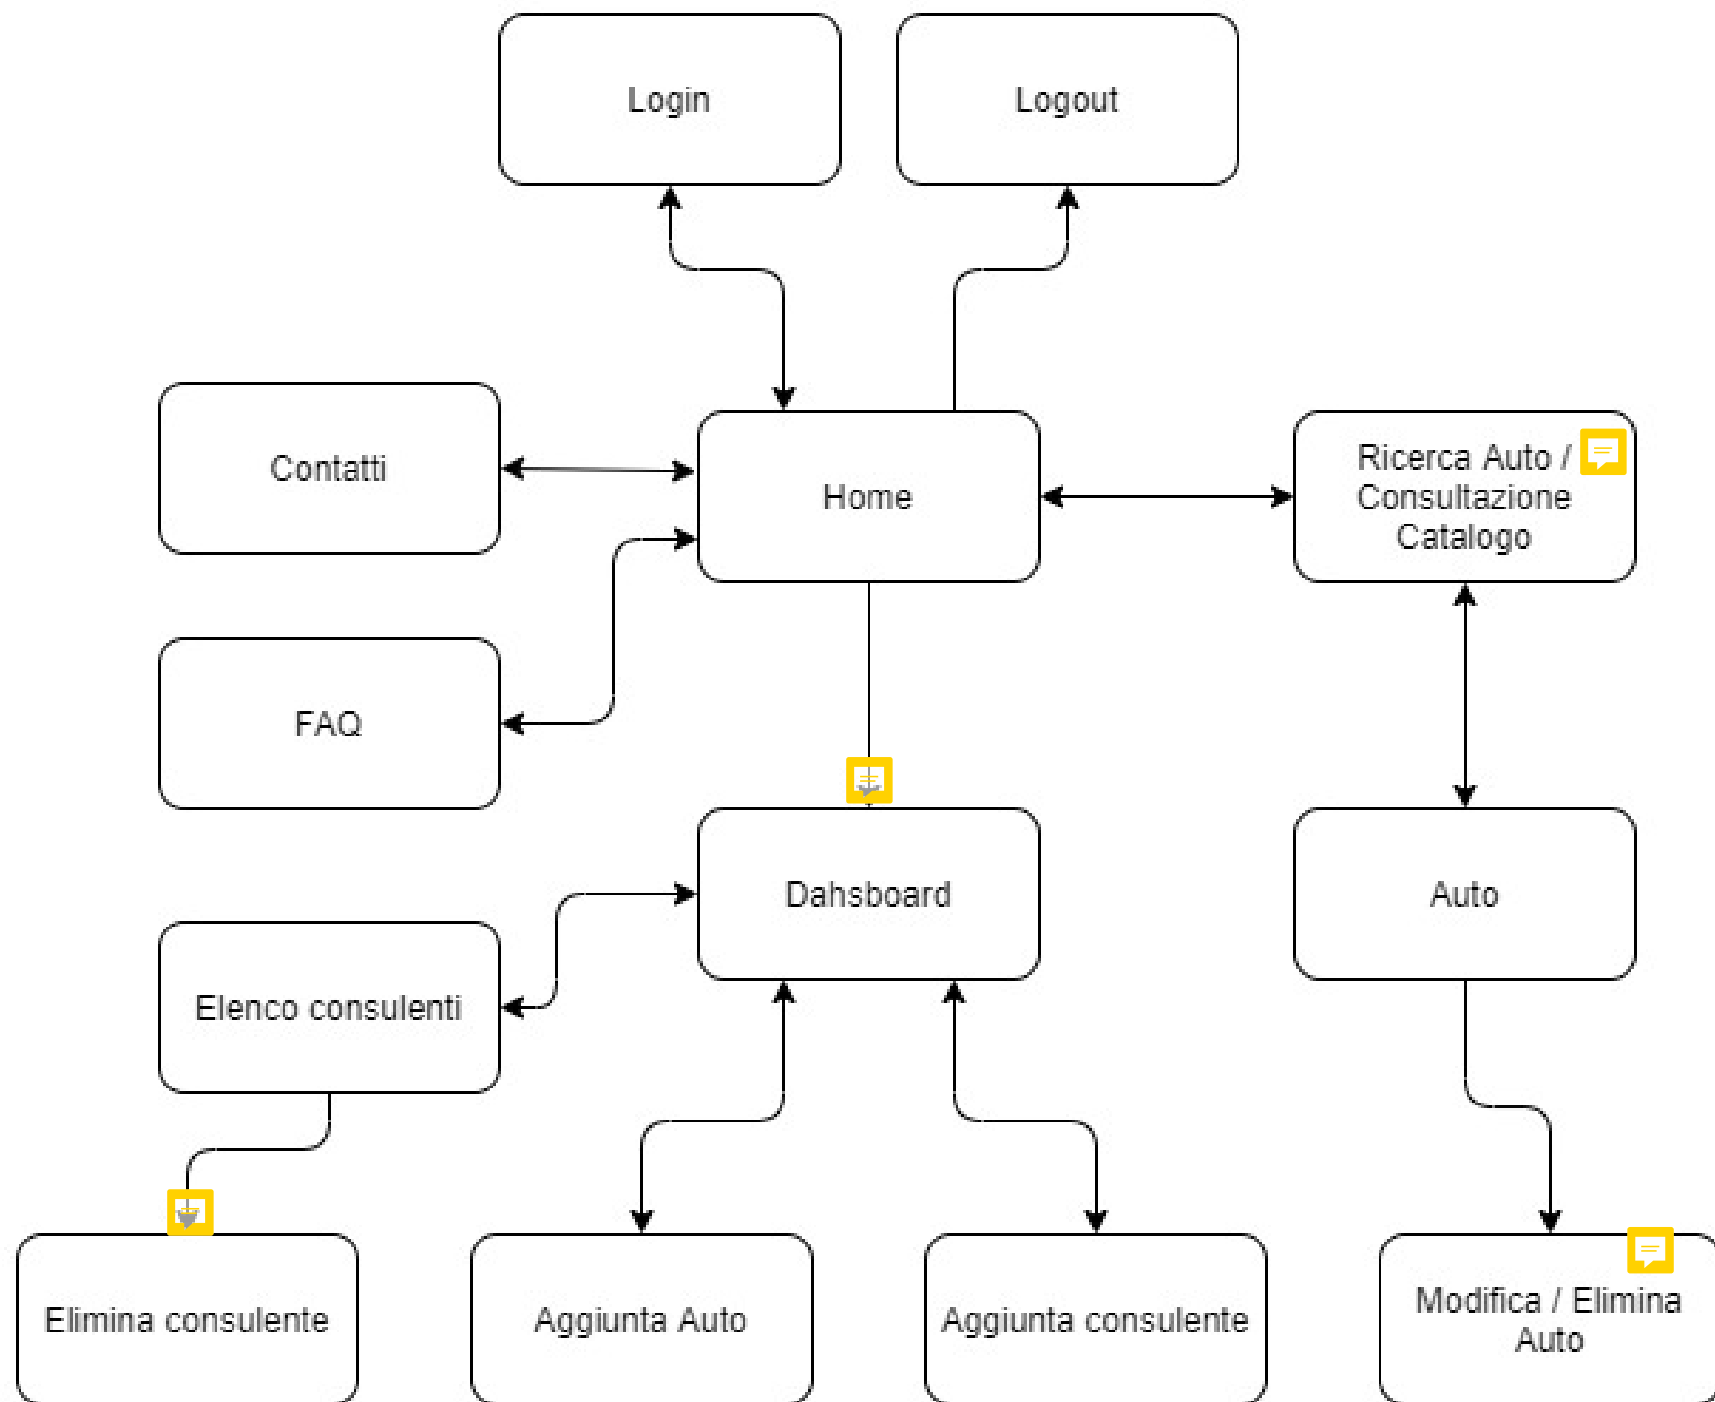 Login
Logout
Contatti
Home
Ricerca Auto /
Consultazione
Catalogo
FAQ
Dahsboard
Auto
Elenco consulenti
Elimina consulente
Aggiunta Auto
Aggiunta consulente
Modifica / Elimina
Auto